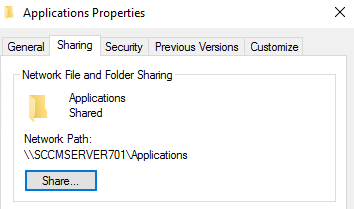 Applications Properties
General Sharing Security Previous Versions Customize
Network File and Folder Sharing
Applications
Shared
Network Path:
\\SCCMSERVER701\Applications
Share...